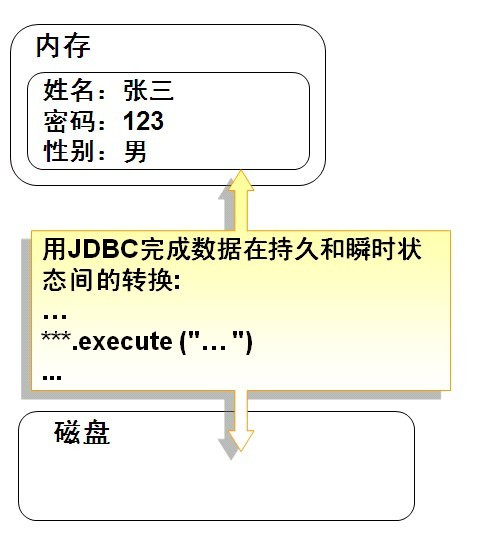 内存
姓名：张三
密码：123
性别：男
用JDBC完成数据在持久和瞬时状
态间的转换:
…
***.execute ("… ")
...
磁盘